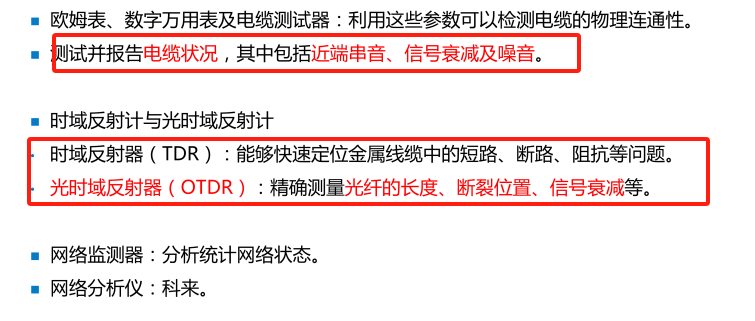 欧姆表、数字万用表及电缆测试器：利用这些参数可以检测电缆的物理连通性。
测试并报告电缆状况，其中包括近端串音、信号衰减及噪音。
时域反射计与光时域反射计
时域反射器（TDR）：能够快速定位金属线缆中的短路、断路、阻抗等问题。
光时域反射器（OTDR）：精确测量光纤的长度、断裂位置、信号衰减等。
网络监测器：分析统计网络状态。
网络分析仪：科来。